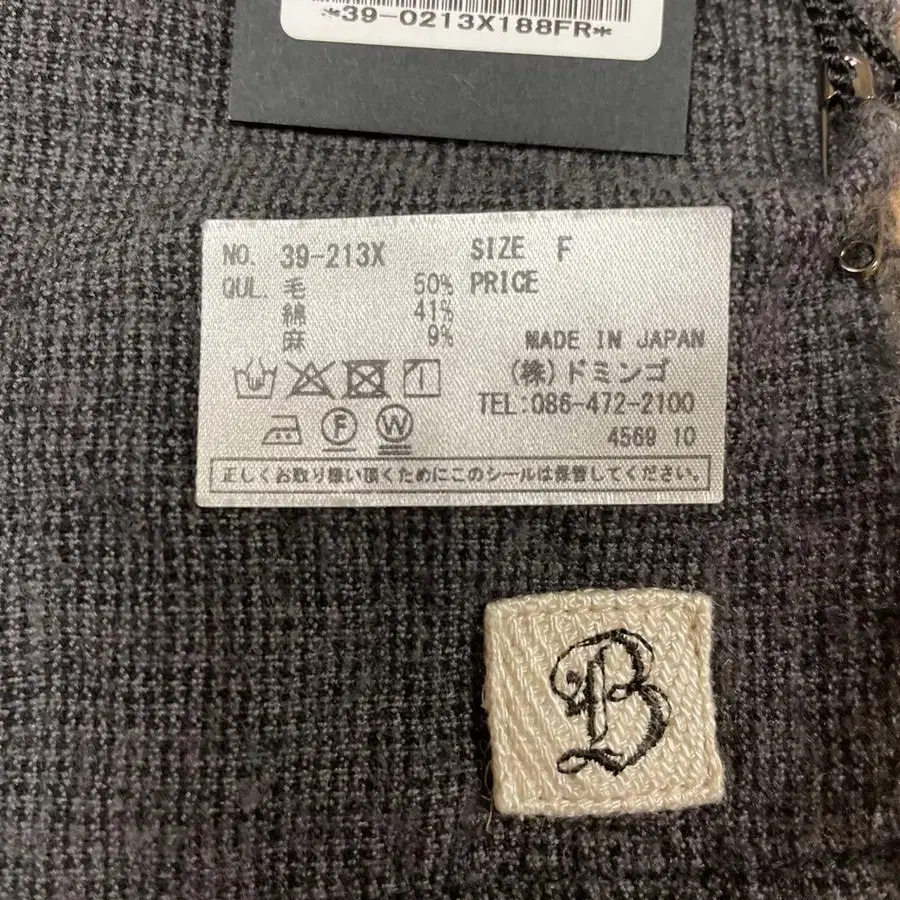 *39-0213X188FR*
NO. 39-213X SIZE F
QUL. 毛 50% PRICE
綿 41%
麻 9%
MADE IN JAPAN
(株)ドミンゴ
TEL:086-472-2100
F W
4569 10
正しくお取り扱い頂くためにこのシールは保管してください。
B